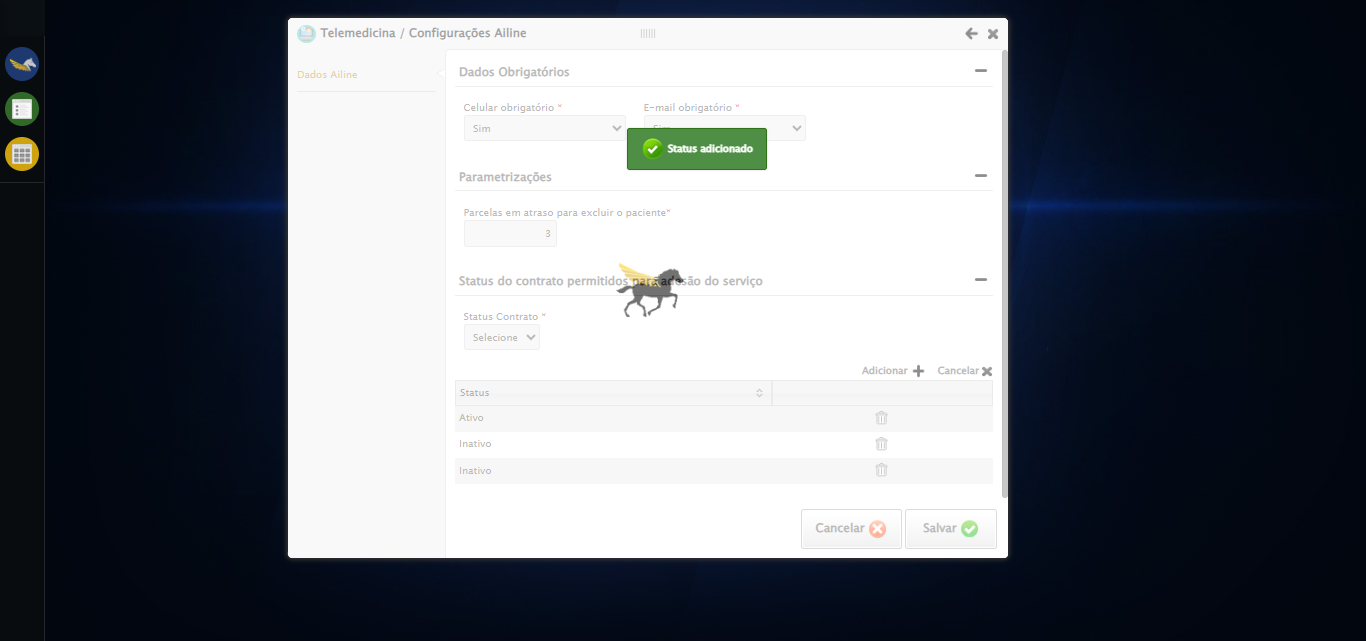 Telemedicina / Configurações Ailine
Dados Ailine
Dados Obrigatórios
Celular obrigatório * E-mail obrigatório *
Sim
Status adicionado
Parametrizações
Parcelas em atraso para excluir o paciente*
3
Status do contrato permitidos para adesão do serviço
Status Contrato *
Selecione
Adicionar Cancelar
Status
Ativo
Inativo
Inativo
Cancelar Salvar